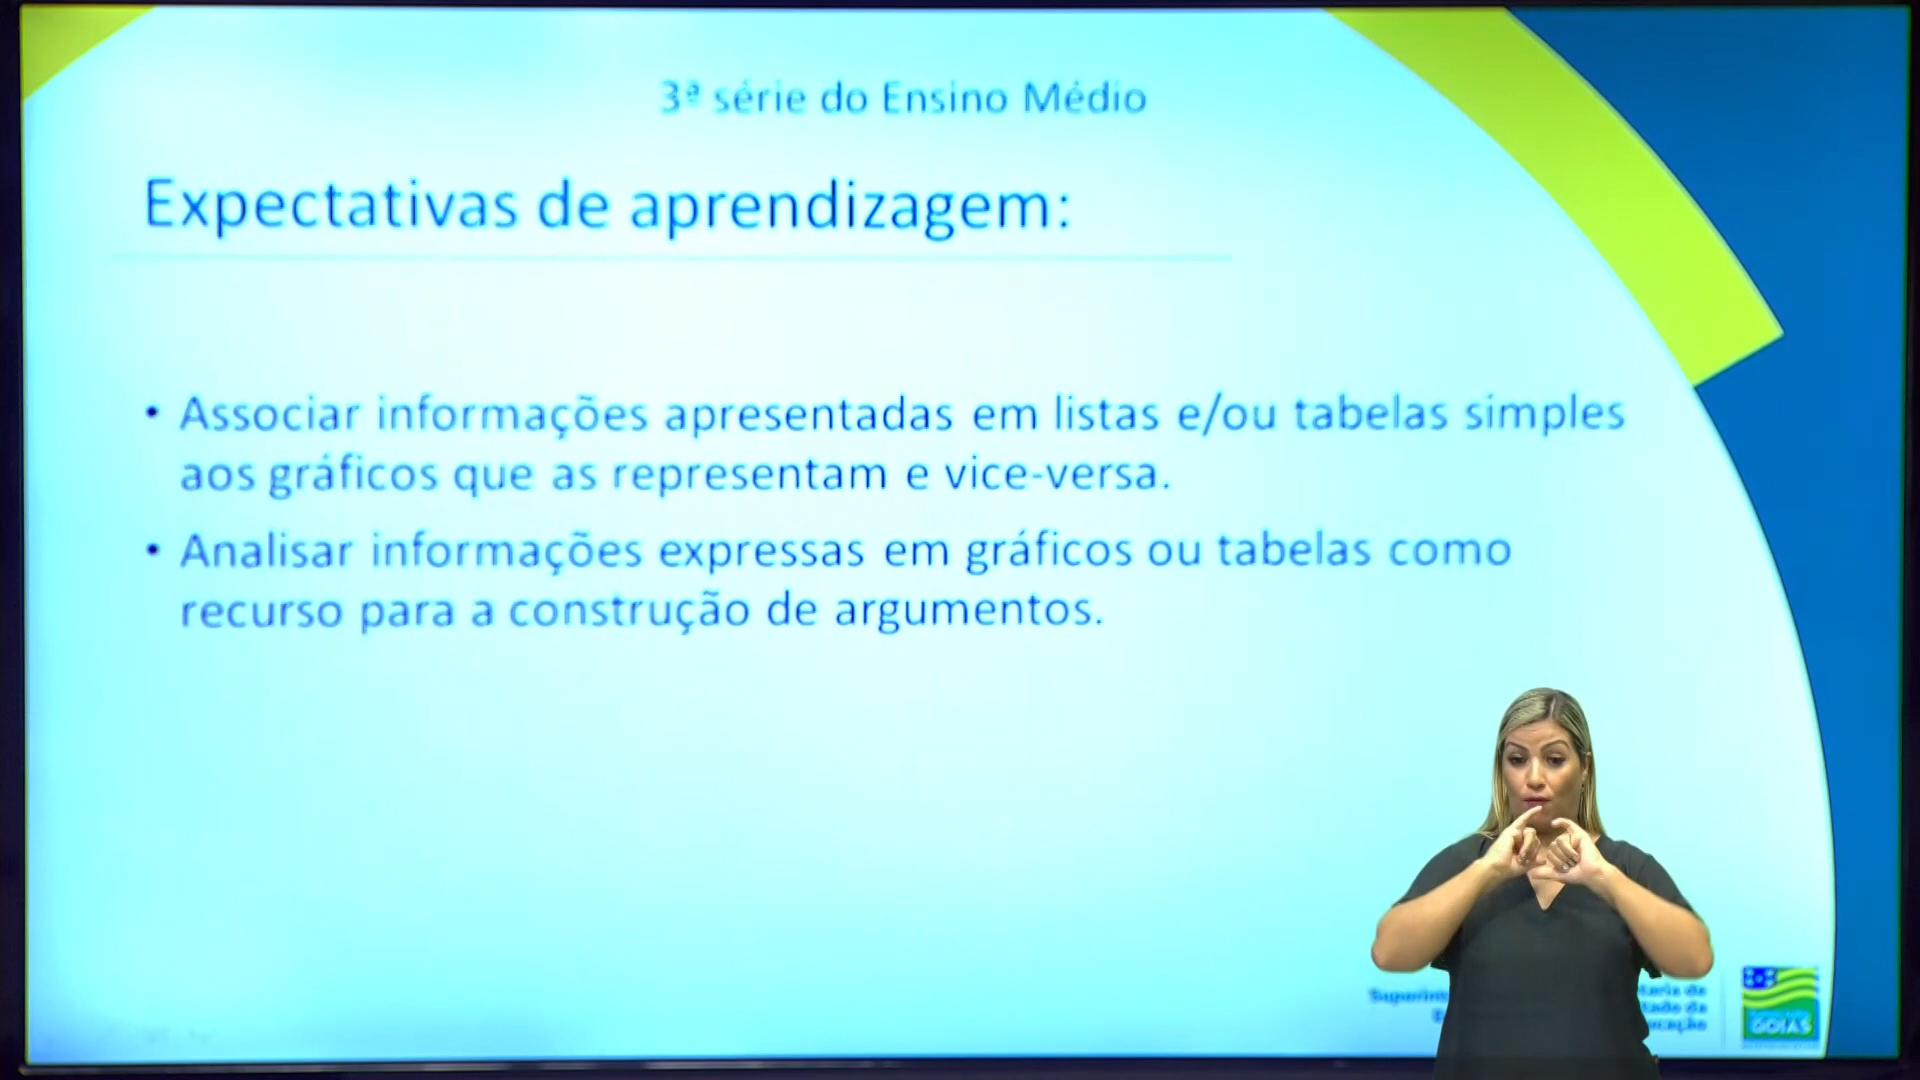 3ª série do Ensino Médio
Expectativas de aprendizagem:
• Associar informações apresentadas em listas e/ou tabelas simples
aos gráficos que as representam e vice-versa.
• Analisar informações expressas em gráficos ou tabelas como
recurso para a construção de argumentos.
GOIÁS